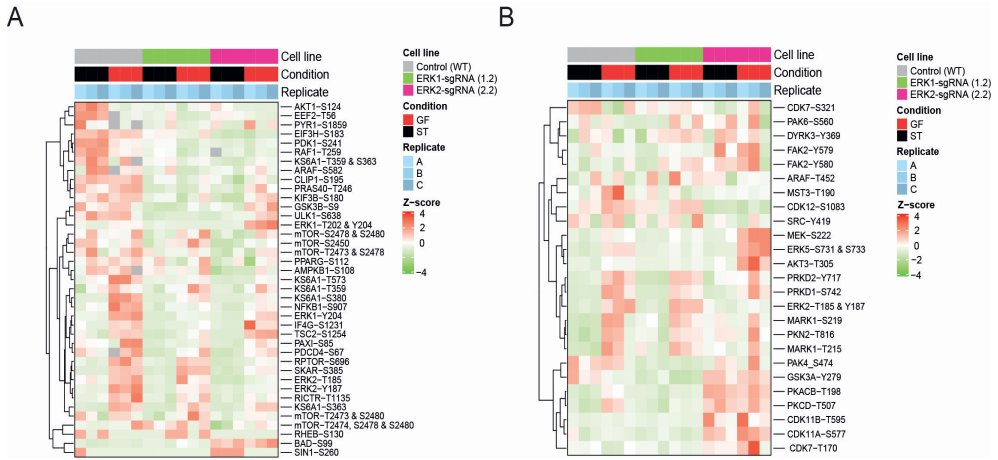 A
Cell line
Condition
Replicate
AKT1-S124
EEF2-T56
PYR1-S1859
EIF3H-S183
PDK1-S241
RAF1-T259
KS6A1-T359 & S363
ARAF-S582
CLIP1-S195
PRAS40-T246
KIF3B-S180
GSK3B-S9
ULK1-S638
ERK1-T202 & Y204
mTOR-S2478 & S2480
mTOR-S2450
mTOR-T2473 & S2478
PPARG-S112
AMPKB1-S108
KS6A1-T573
KS6A1-T359
KS6A1-S380
NFKB1-S907
ERK1-Y204
IF4G-S1231
TSC2-S1254
PAXI-S85
PDCD4-S67
RPTOR-S696
SKAR-S385
ERK2-T185
ERK2-Y187
RICTR-T1135
KS6A1-S363
mTOR-T2473 & S2480
mTOR-T2474, S2478 & S2480
RHEB-S130
BAD-S99
SIN1-S260
Cell line
Control (WT)
ERK1-sgRNA (1.2)
ERK2-sgRNA (2.2)
Condition
GF
ST
Replicate
A
B
C
Z-score
4
2
0
-2
-4
B
Cell line
Condition
Replicate
CDK7-S321
PAK6-S560
DYRK3-Y369
FAK2-Y579
FAK2-Y580
ARAF-T452
MST3-T190
CDK12-S1083
SRC-Y419
MEK-S222
ERK5-S731 & S733
AKT3-T305
PRKD2-Y717
PRKD1-S742
ERK2-T185 & Y187
MARK1-S219
PKN2-T816
MARK1-T215
PAK4_S474
GSK3A-Y279
PKACB-T198
PKCD-T507
CDK11B-T595
CDK11A-S577
CDK7-T170
Cell line
Control (WT)
ERK1-sgRNA (1.2)
ERK2-sgRNA (2.2)
Condition
GF
ST
Replicate
A
B
C
Z-score
4
2
0
-2
-4